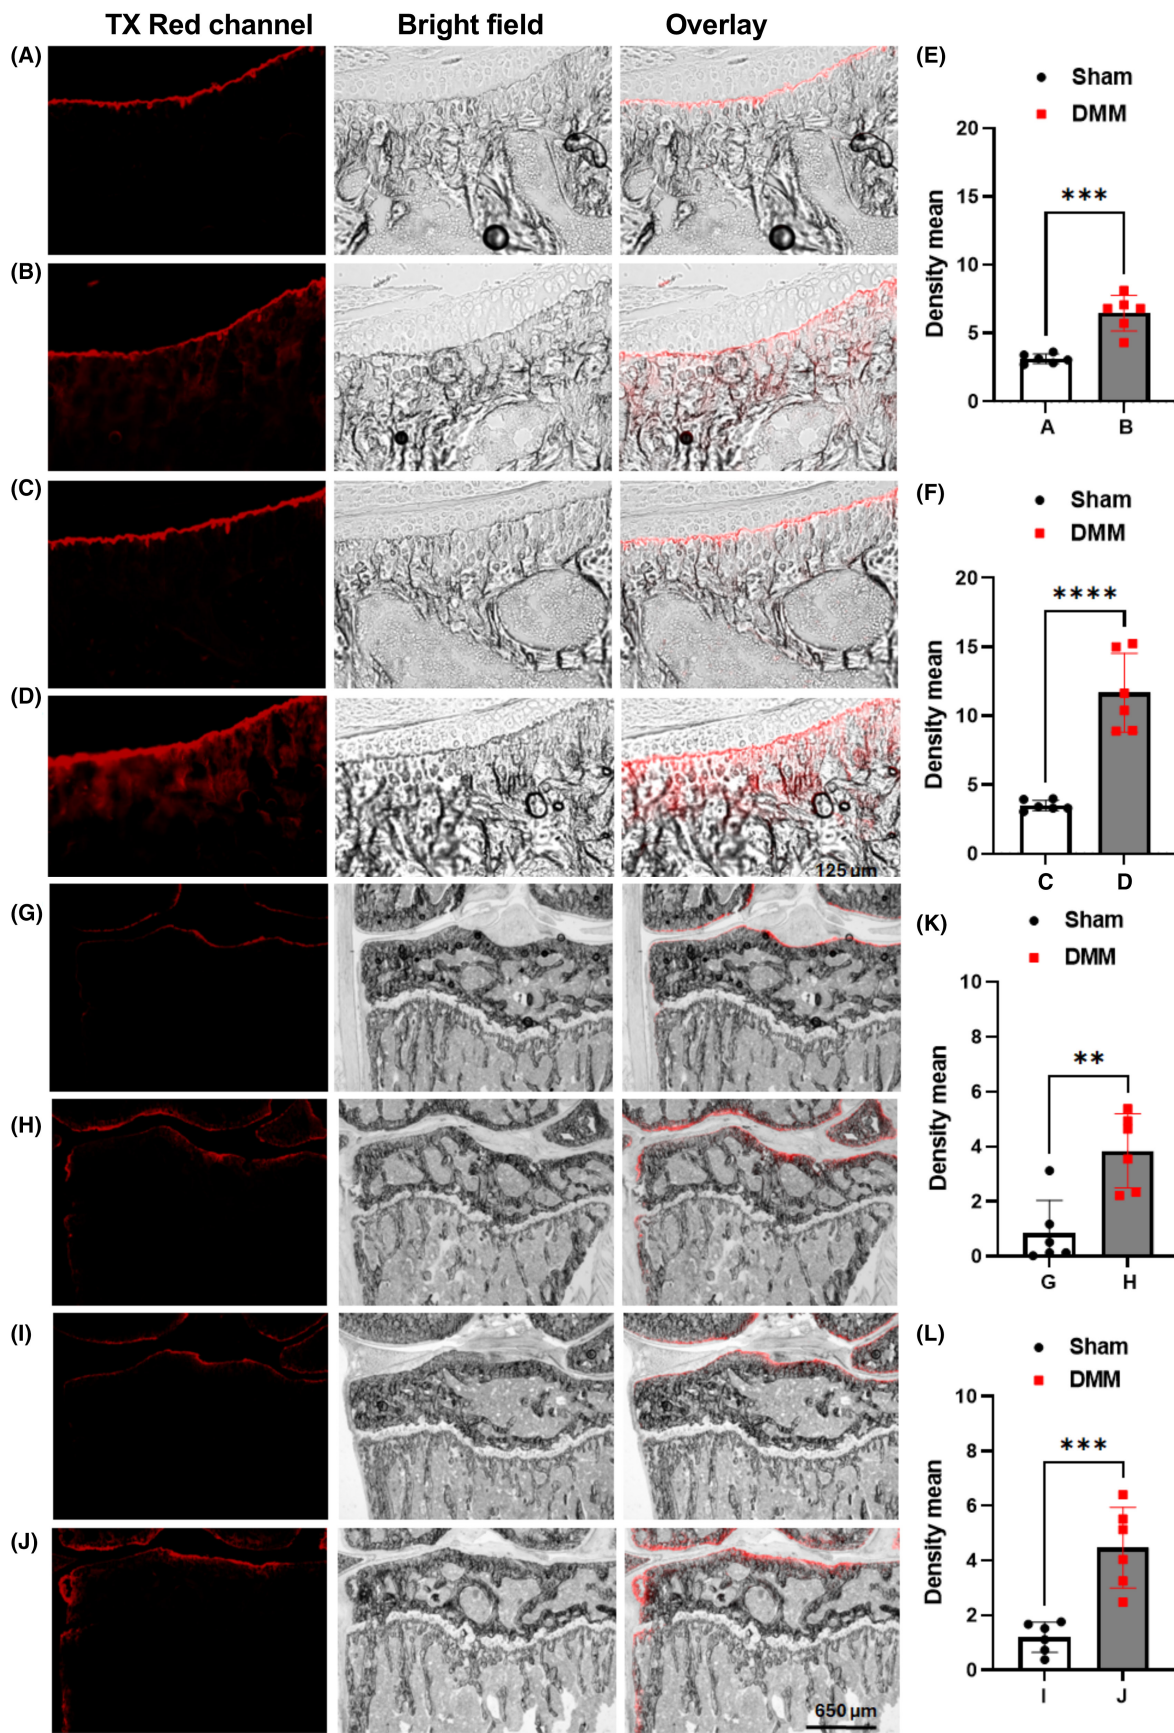 TX Red channel Bright field Overlay
(A)
(B)
(C)
(D)
125 µm
(G)
(H)
(I)
(J)
650 µm
(E)
Sham
DMM
20
15
10
5
0
Density mean
***
A B
(F)
Sham
DMM
20
15
10
5
0
Density mean
****
C D
(K)
Sham
DMM
10
8
6
4
2
0
Density mean
**
G H
(L)
Sham
DMM
10
8
6
4
2
0
Density mean
***
I J